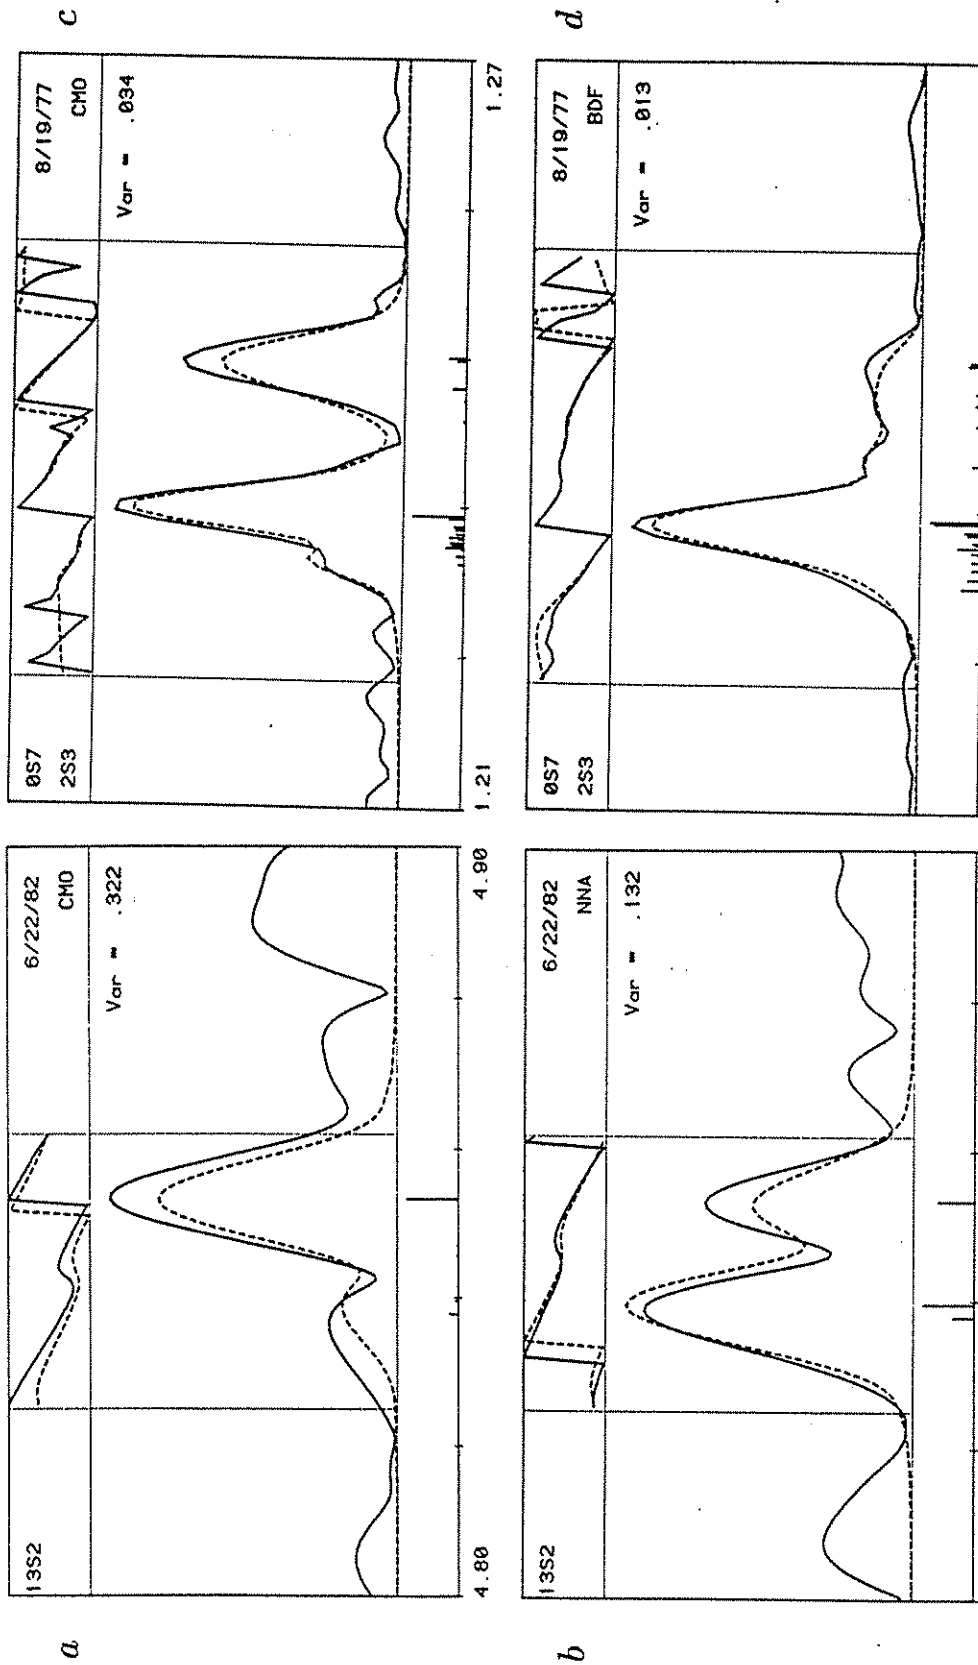 a
13S2
6/22/82
CMO
Var = .322
4.80
4.90
b
13S2
6/22/82
NNA
Var = .132
c
0S7
2S3
8/19/77
CMO
Var = .034
1.21
1.27
d
0S7
2S3
8/19/77
BDF
Var = .013